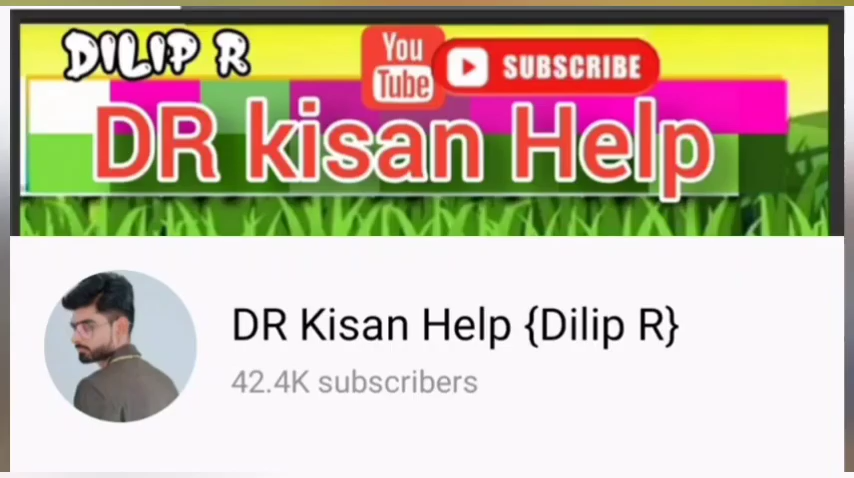 DILIP R
You
Tube
SUBSCRIBE
DR kisan Help
DR Kisan Help {Dilip R}
42.4K subscribers